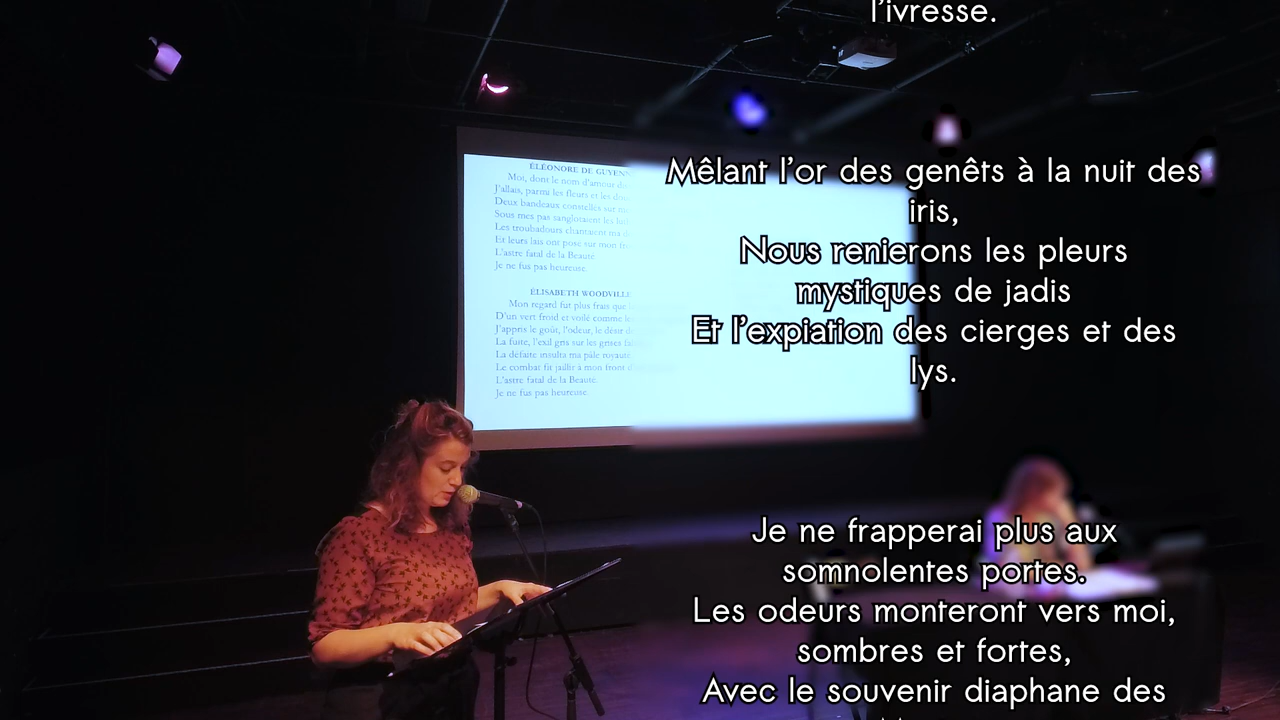 l'ivresse.
Mêlant l'or des genêts à la nuit des
iris,
Nous renierons les pleurs
mystiques de jadis
Et l'expiation des cierges et des
lys.
Je ne frapperai plus aux
somnolentes portes.
Les odeurs monteront vers moi,
sombres et fortes,
Avec le souvenir diaphane des
ÉLÉONORE DE GUYENNE
Moi, dont le nom d'amour
J'allais, parmi les fleurs et les
Deux bandeaux constellés sur
Sous mes pas sanglotaient les
Les troubadours chantaient ma
Et leurs lais ont posé sur mon
L'astre fatal de la Beauté.
Je ne fus pas heureuse.
ÉLISABETH WOODVILLE
Mon regard fut plus frais que
D'un vert froid et voilé comme
J'appris le goût, l'odeur, le désir
La fuite, l'exil gris sur les grises
La défaite insulta ma pâle royauté.
Le combat fit jaillir à mon front
L'astre fatal de la Beauté.
Je ne fus pas heureuse.